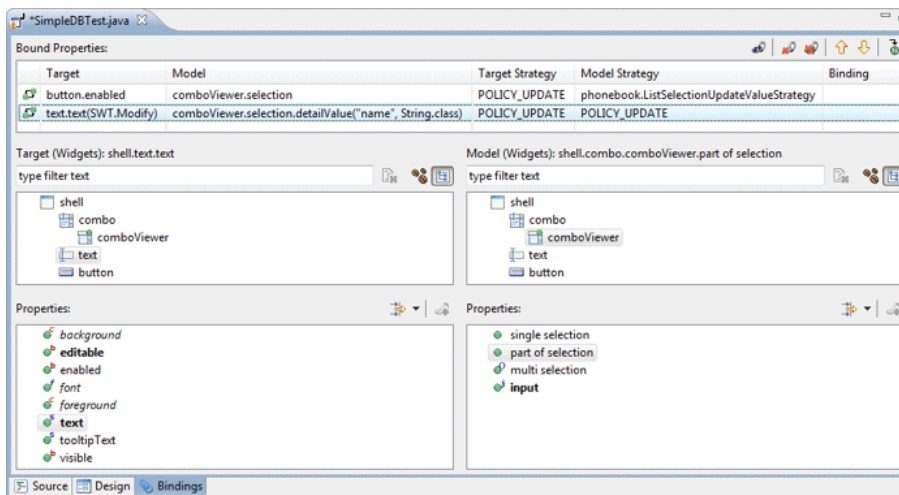 *SimpleDBTest.java
Bound Properties:
Target Model Target Strategy Model Strategy Binding
button.enabled comboViewer.selection POLICY_UPDATE phonebook.ListSelectionUpdateValueStrategy
text.text(SWT.Modify) comboViewer.selection.detailValue("name", String.class) POLICY_UPDATE POLICY_UPDATE
Target (Widgets): shell.text.text Model (Widgets): shell.combo.comboViewer.part of selection
type filter text type filter text
shell shell
combo combo
comboViewer comboViewer
text text
button button
Properties: Properties:
background single selection
editable part of selection
enabled multi selection
font input
foreground
text
tooltipText
visible
Source Design Bindings